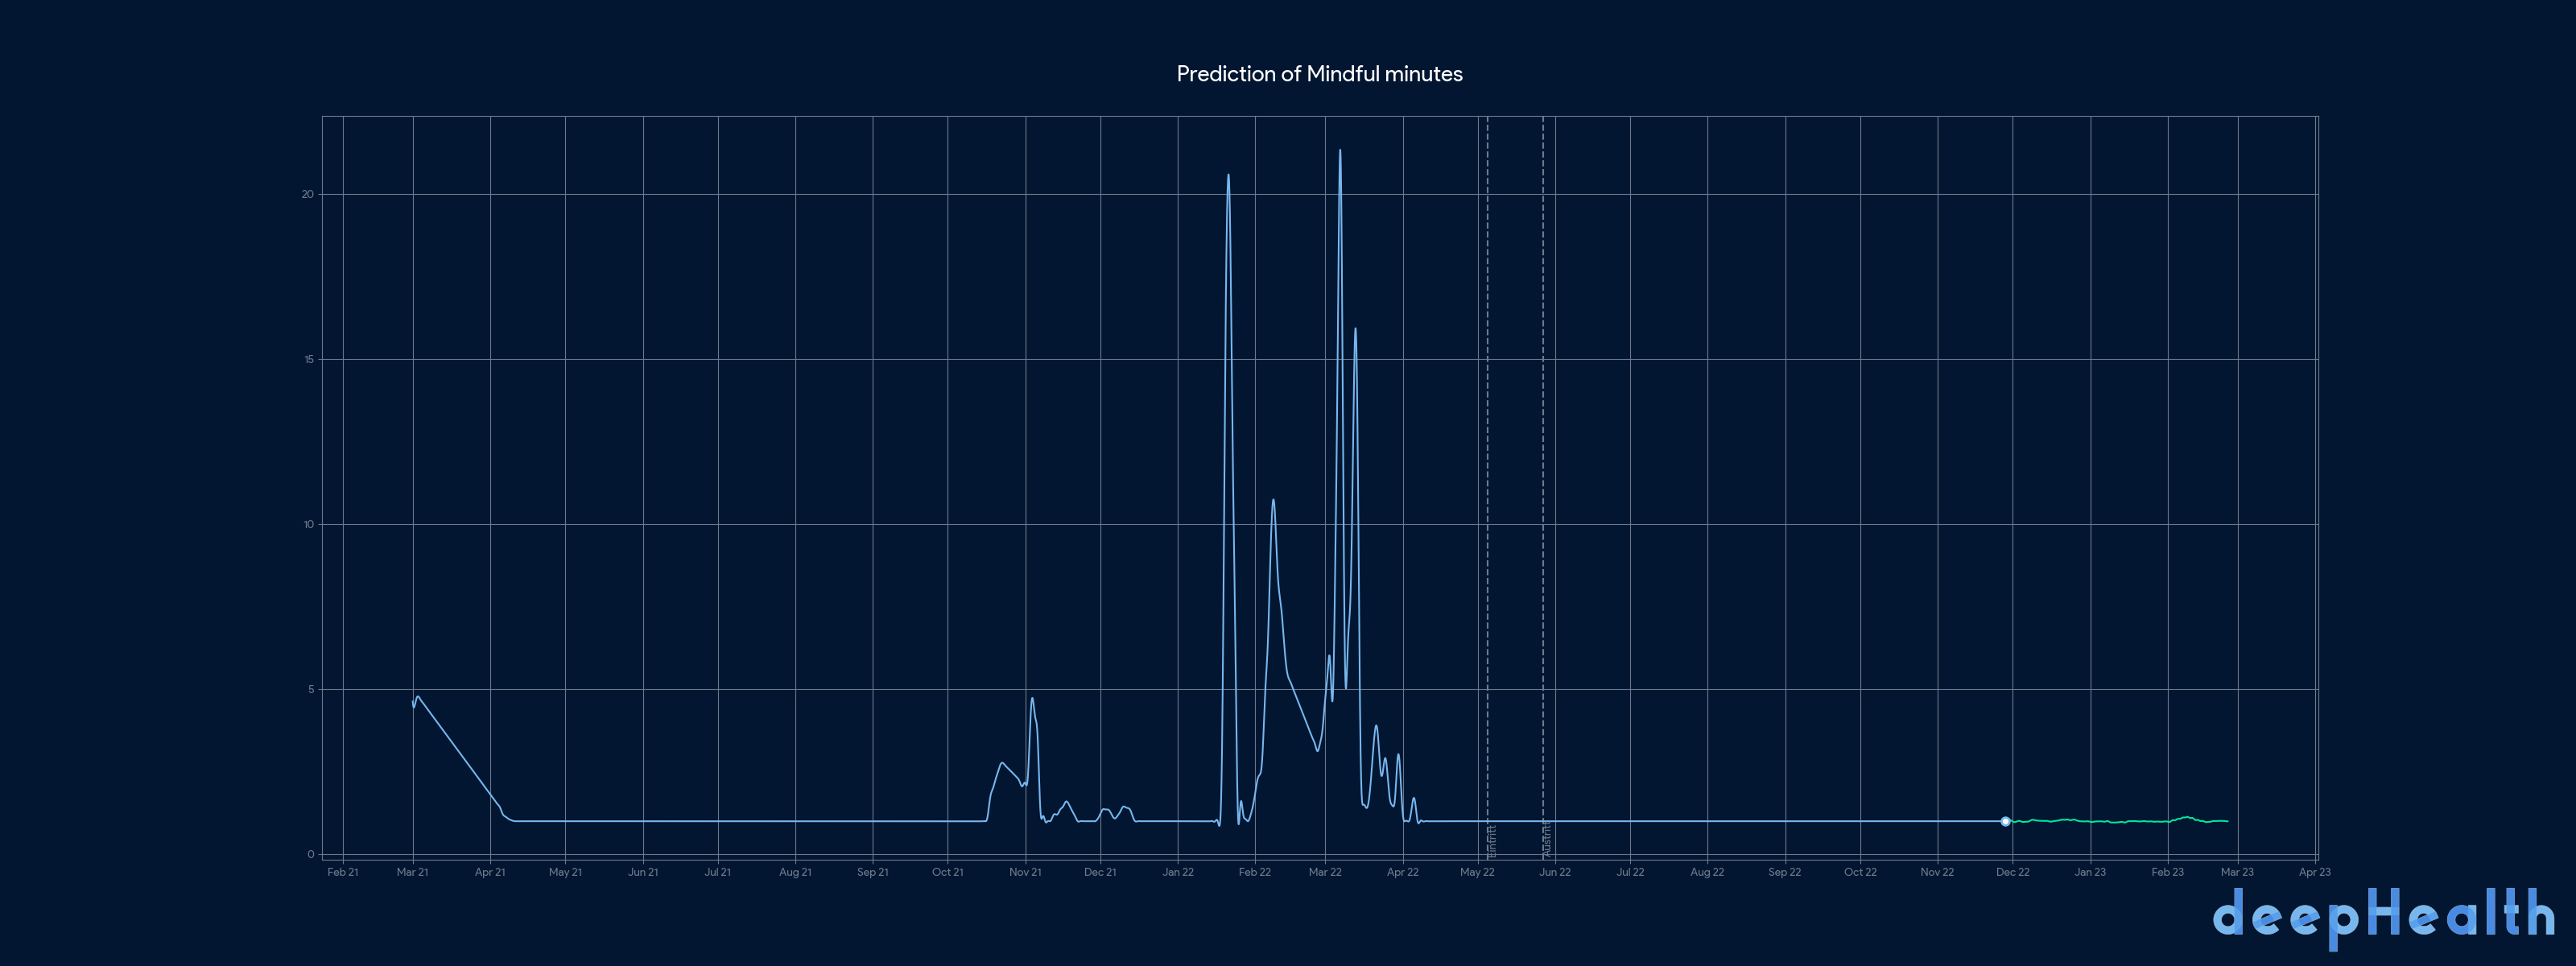 Prediction of Mindful minutes
20
15
10
5
0
Eintritt
Austritt
Feb 21 Mar 21 Apr 21 May 21 Jun 21 Jul 21 Aug 21 Sep 21 Oct 21 Nov 21 Dec 21 Jan 22 Feb 22 Mar 22 Apr 22 May 22 Jun 22 Jul 22 Aug 22 Sep 22 Oct 22 Nov 22 Dec 22 Jan 23 Feb 23 Mar 23 Apr 23
deepHealth